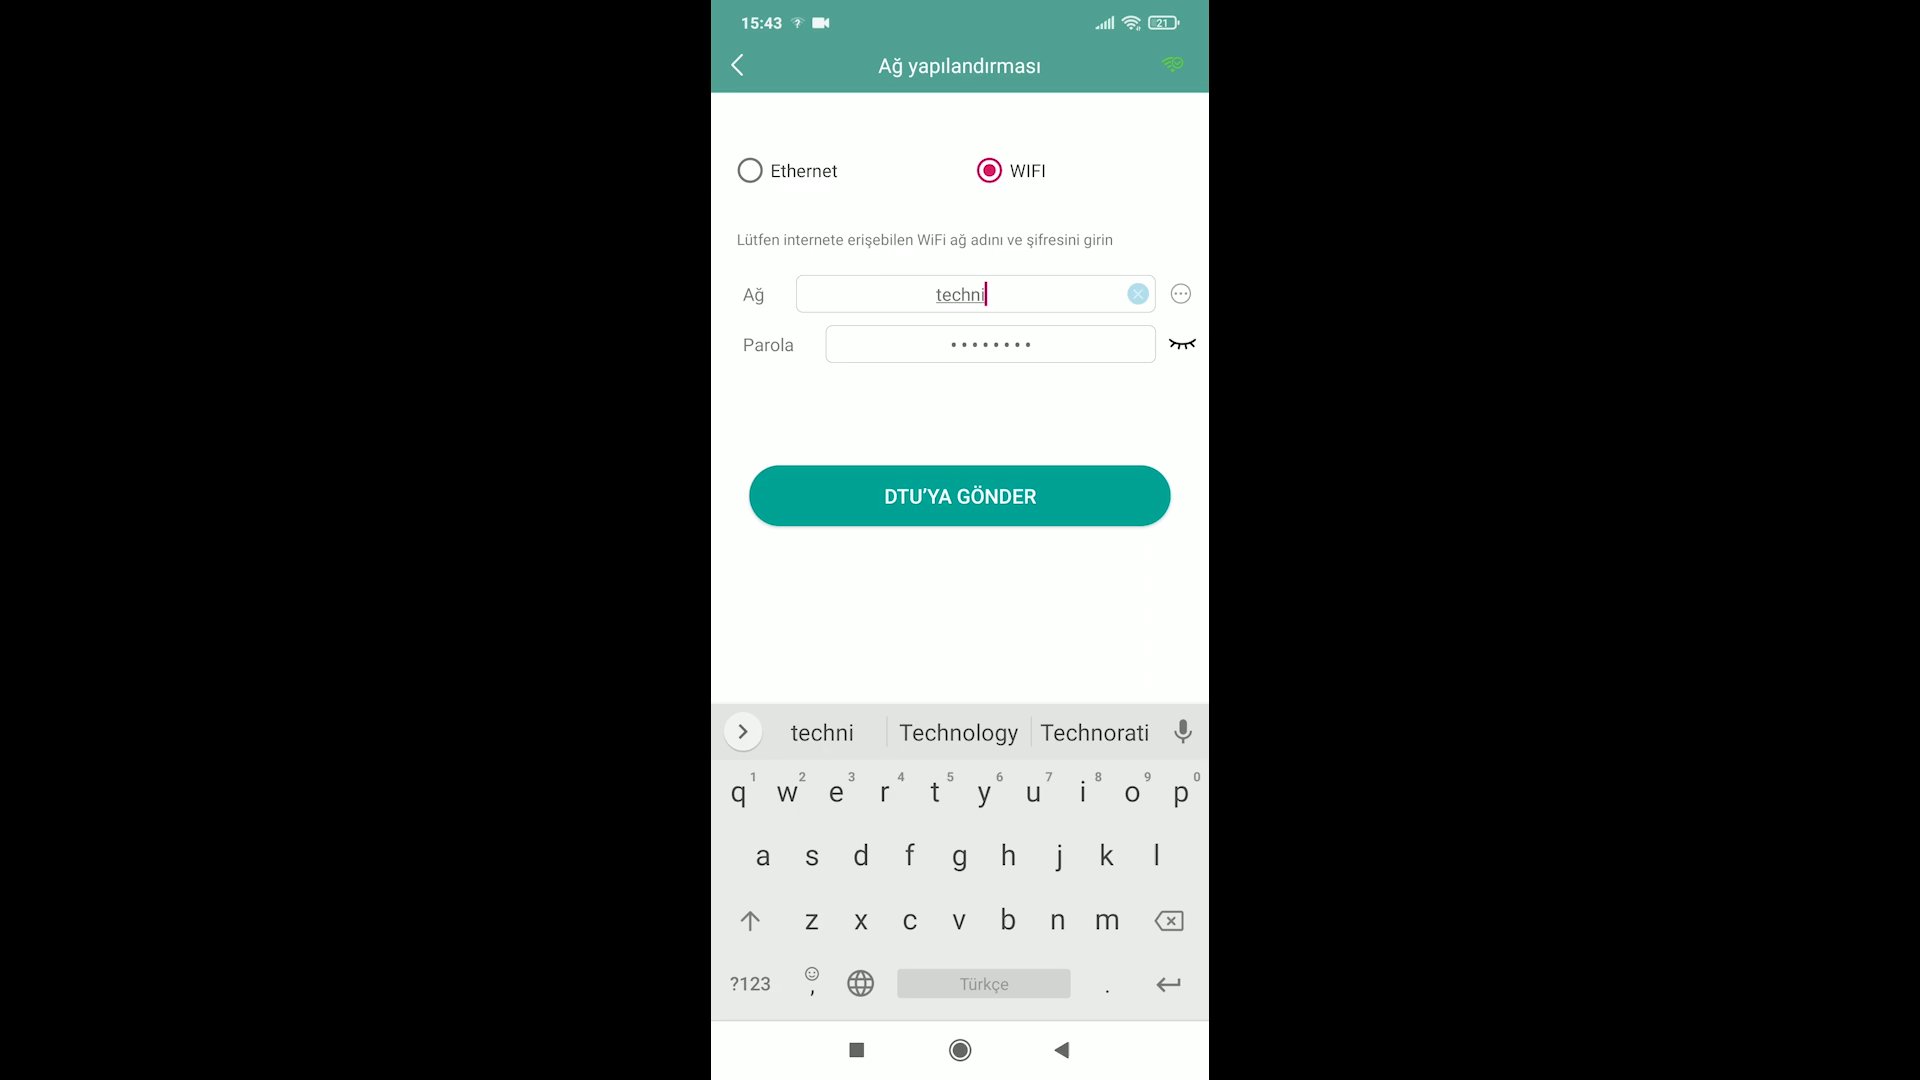 15:43
21
Ağ yapılandırması
Ethernet
WIFI
Lütfen internete erişebilen WiFi ağ adını ve şifresini girin
Ağ
techni
Parola
••••••••
DTU'YA GÖNDER
techni Technology Technorati
1 2 3 4 5 6 7 8 9 0
q w e r t y u i o p
a s d f g h j k l
z x c v b n m
?123 , Türkçe .